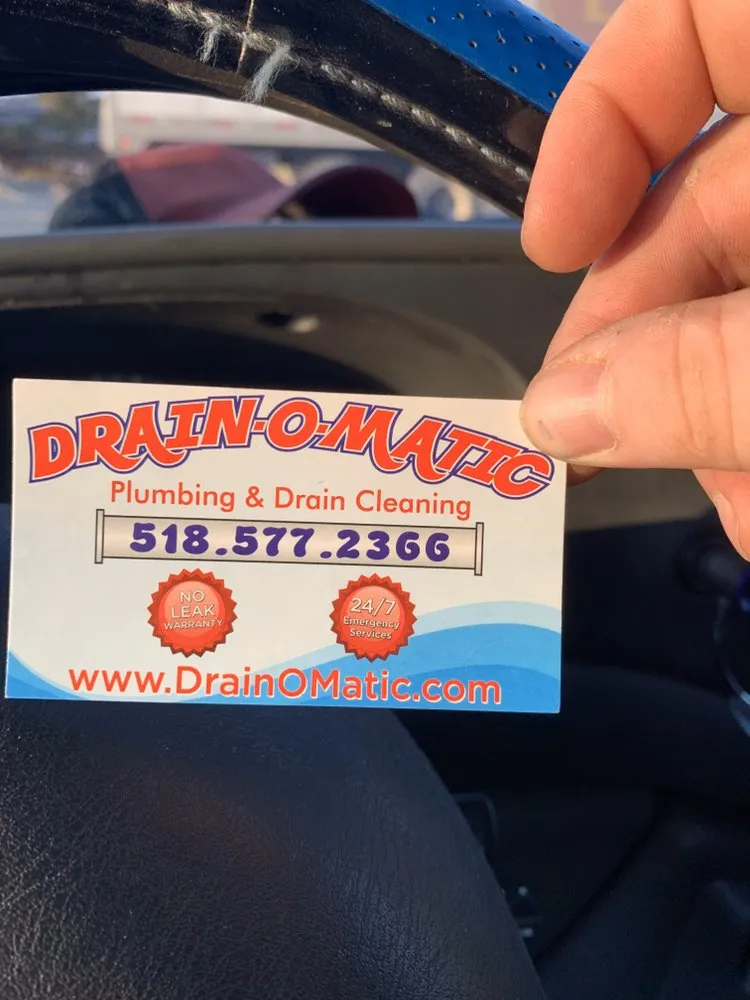 DRAIN-O-MATIC
Plumbing & Drain Cleaning
518.577.2366
NO
LEAK
WARRANTY
24/7
Emergency
Services
www.DrainOMatic.com